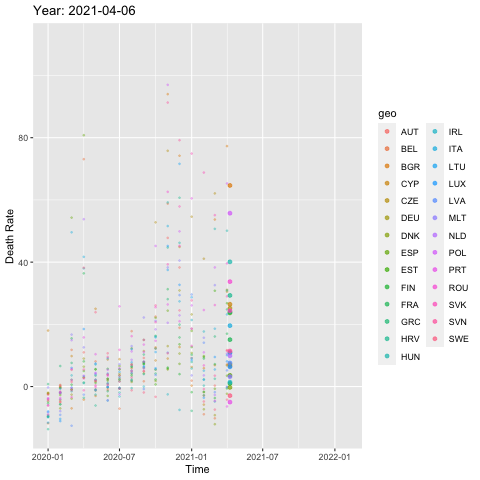 Year: 2021-04-06
Death Rate
80
40
0
2020-01 2020-07 2021-01 2021-07 2022-01
Time
geo
AUT IRL
BEL ITA
BGR LTU
CYP LUX
CZE LVA
DEU MLT
DNK NLD
ESP POL
EST PRT
FIN ROU
FRA SVK
GRC SVN
HRV SWE
HUN